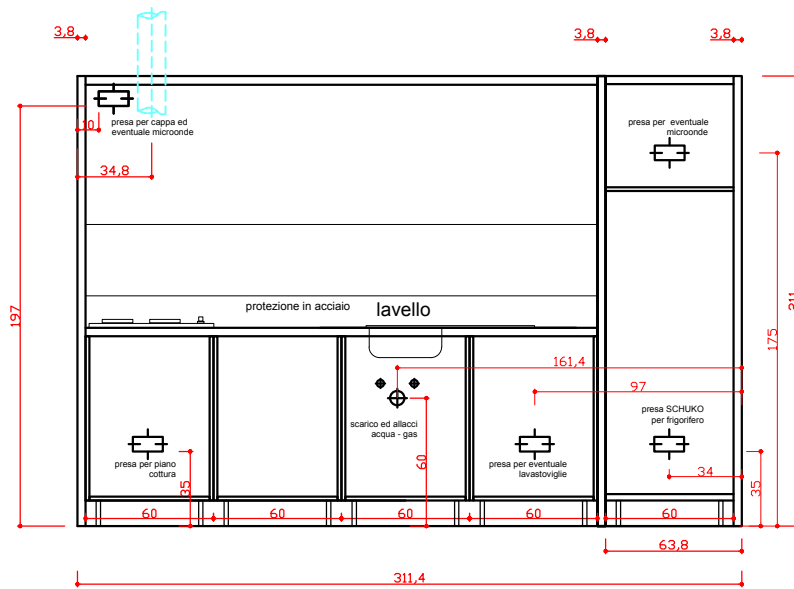 3,8
3,8
3,8
presa per cappa ed
eventuale microonde
10
34,8
presa per eventuale
microonde
197
175
protezione in acciaio
lavello
161,4
97
scarico ed allacci
acqua - gas
presa SCHUKO
per frigorifero
presa per piano
cottura
presa per eventuale
lavastoviglie
35
60
34
35
60
60
60
60
60
63,8
311,4